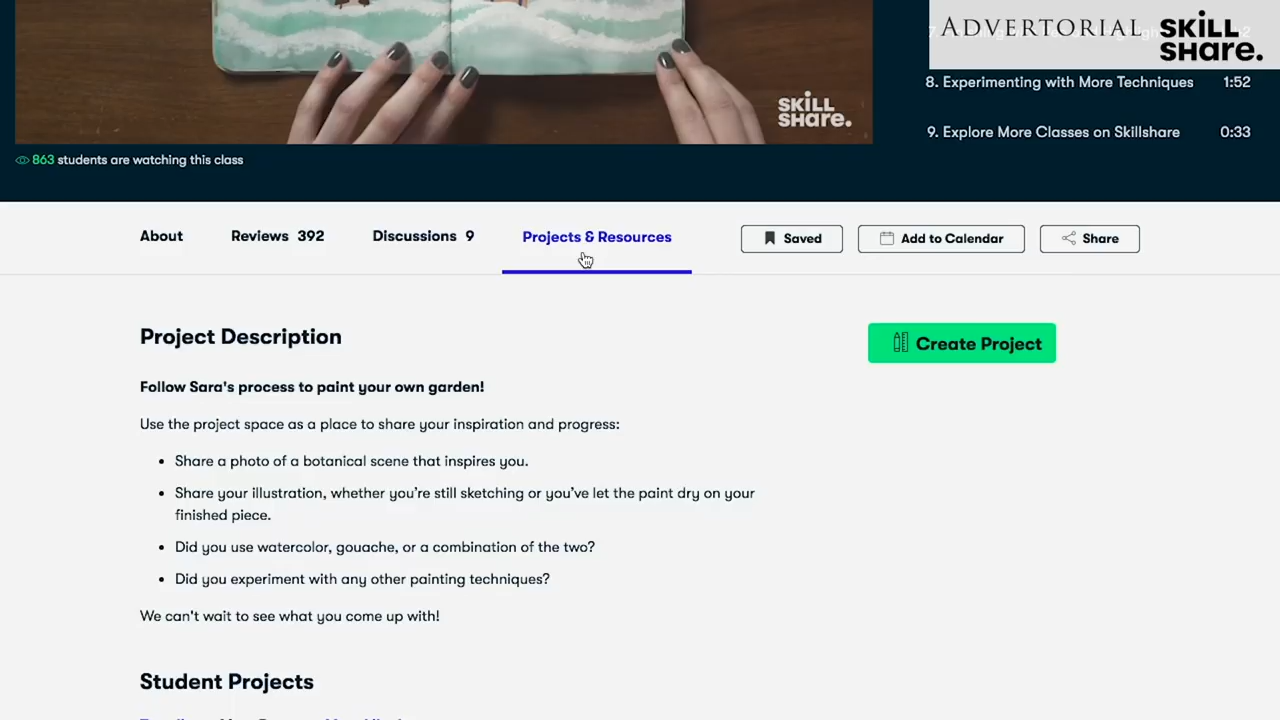 ADVERTORIAL SKILL SHARE.
8. Experimenting with More Techniques 1:52
SKILL SHARE.
9. Explore More Classes on Skillshare 0:33
863 students are watching this class
About Reviews 392 Discussions 9 Projects & Resources Saved Add to Calendar Share
Project Description
Create Project
Follow Sara's process to paint your own garden!
Use the project space as a place to share your inspiration and progress:
• Share a photo of a botanical scene that inspires you.
• Share your illustration, whether you're still sketching or you've let the paint dry on your
finished piece.
• Did you use watercolor, gouache, or a combination of the two?
• Did you experiment with any other painting techniques?
We can't wait to see what you come up with!
Student Projects